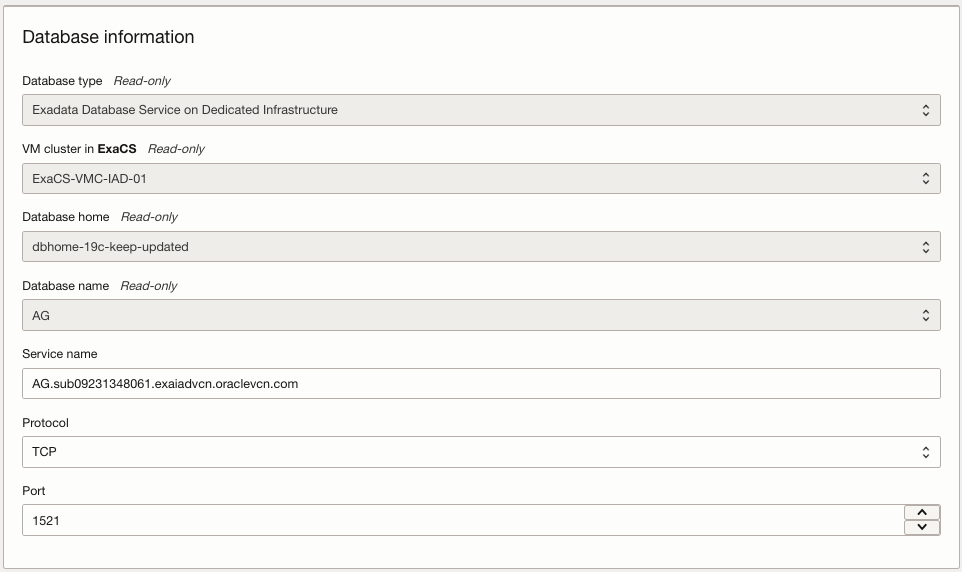 Database information
Database type Read-only
Exadata Database Service on Dedicated Infrastructure
VM cluster in ExaCS Read-only
ExaCS-VMC-IAD-01
Database home Read-only
dbhome-19c-keep-updated
Database name Read-only
AG
Service name
AG.sub09231348061.exaiadvcn.oraclevcn.com
Protocol
TCP
Port
1521